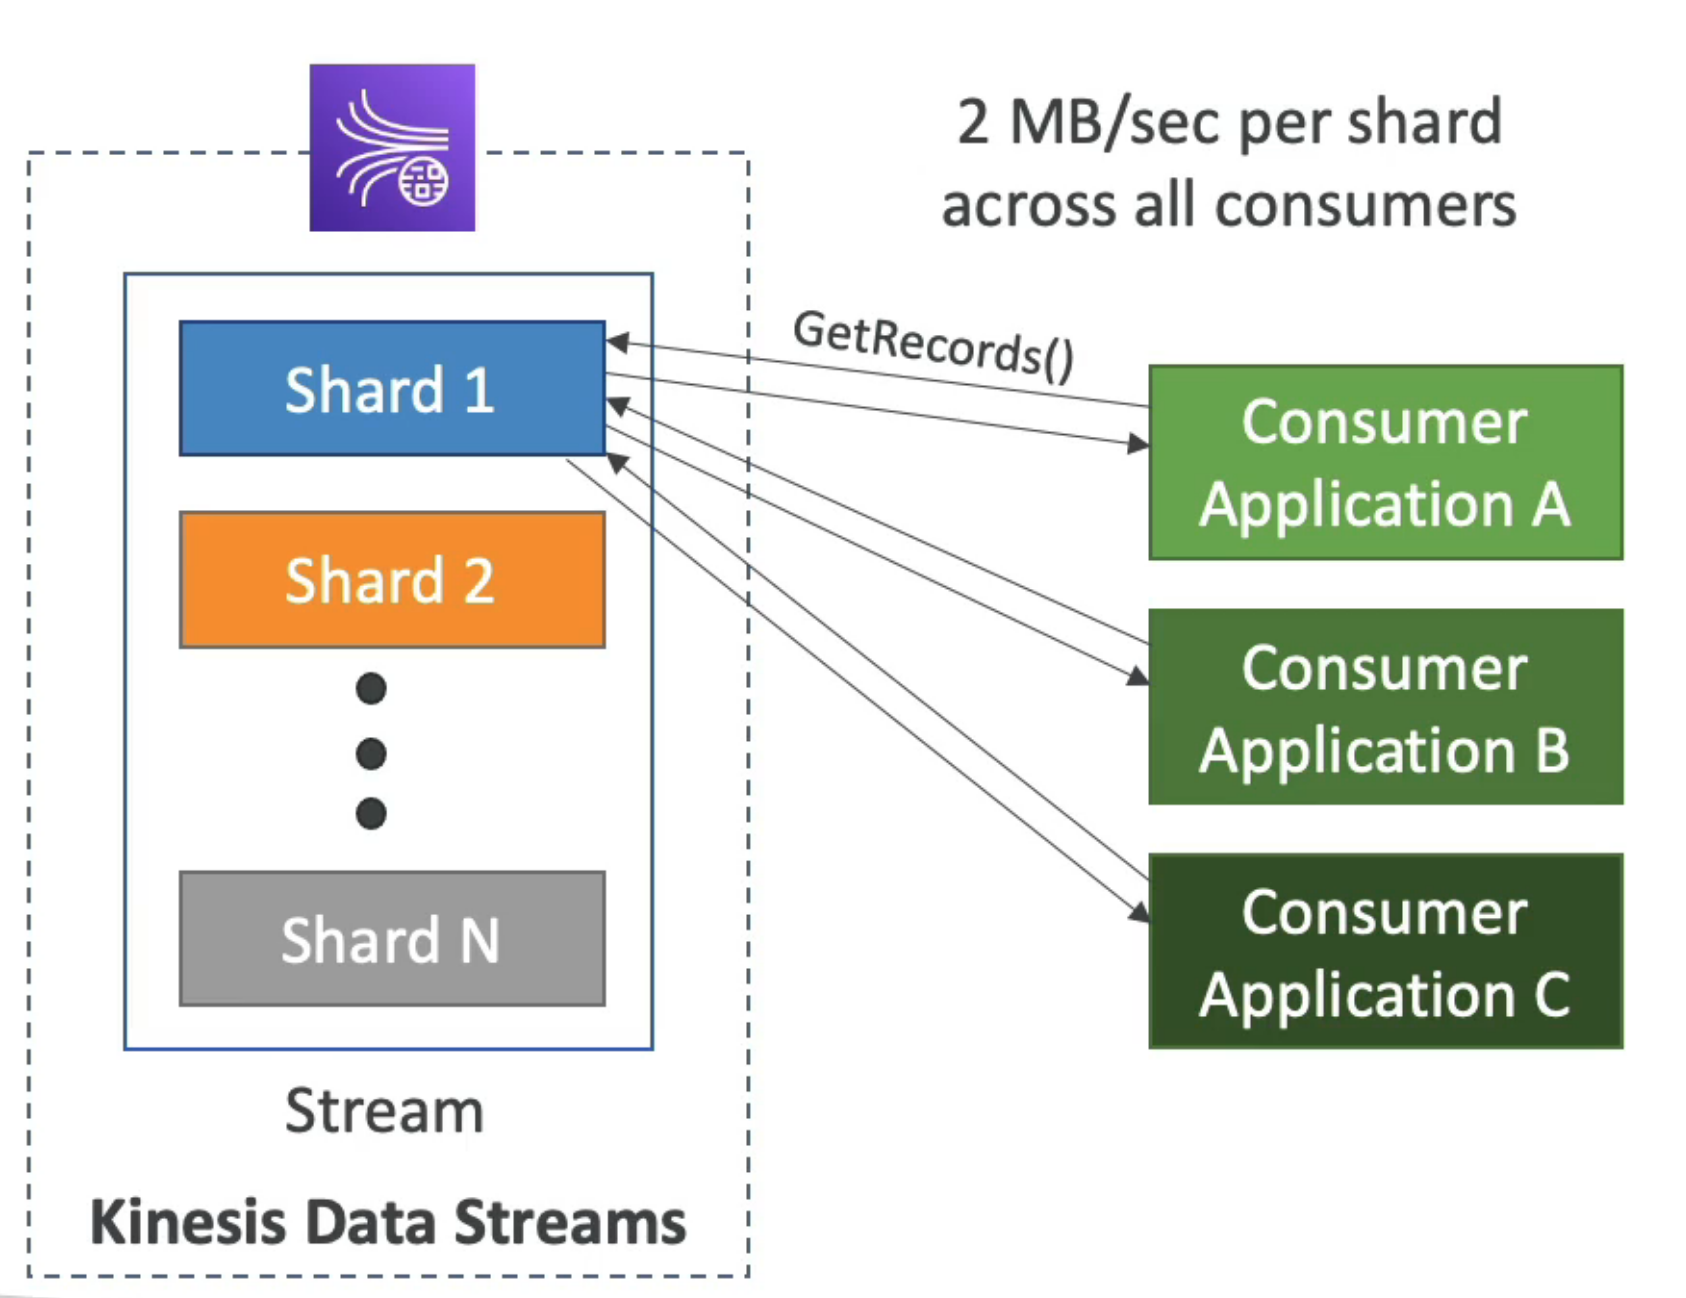 2 MB/sec per shard
across all consumers
GetRecords()
Shard 1
Shard 2
Shard N
Stream
Kinesis Data Streams
Consumer
Application A
Consumer
Application B
Consumer
Application C